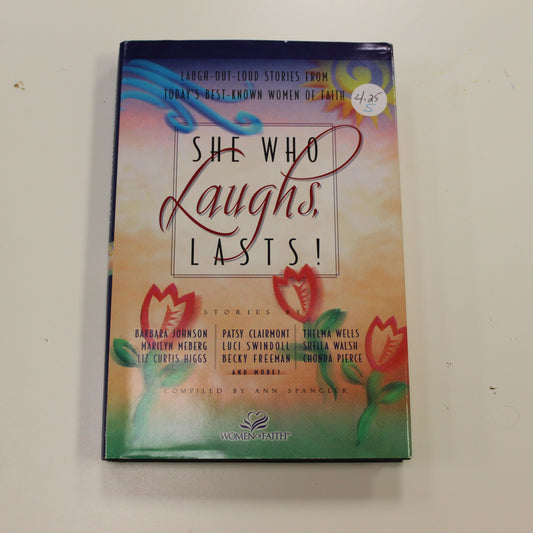 LAUGH-OUT-LOUD STORIES FROM
TODAY'S BEST-KNOWN WOMEN OF FAITH
4.25
S
SHE WHO
Laughs,
LASTS!
STORIES BY
BARBARA JOHNSON
MARILYN MEBERG
LIZ CURTIS HIGGS
PATSY CLAIRMONT
LUCI SWINDOLL
BECKY FREEMAN
THELMA WELLS
SHEILA WALSH
CHONDA PIERCE
AND MORE!
COMPILED BY ANN SPANGLER
WOMEN OF FAITH